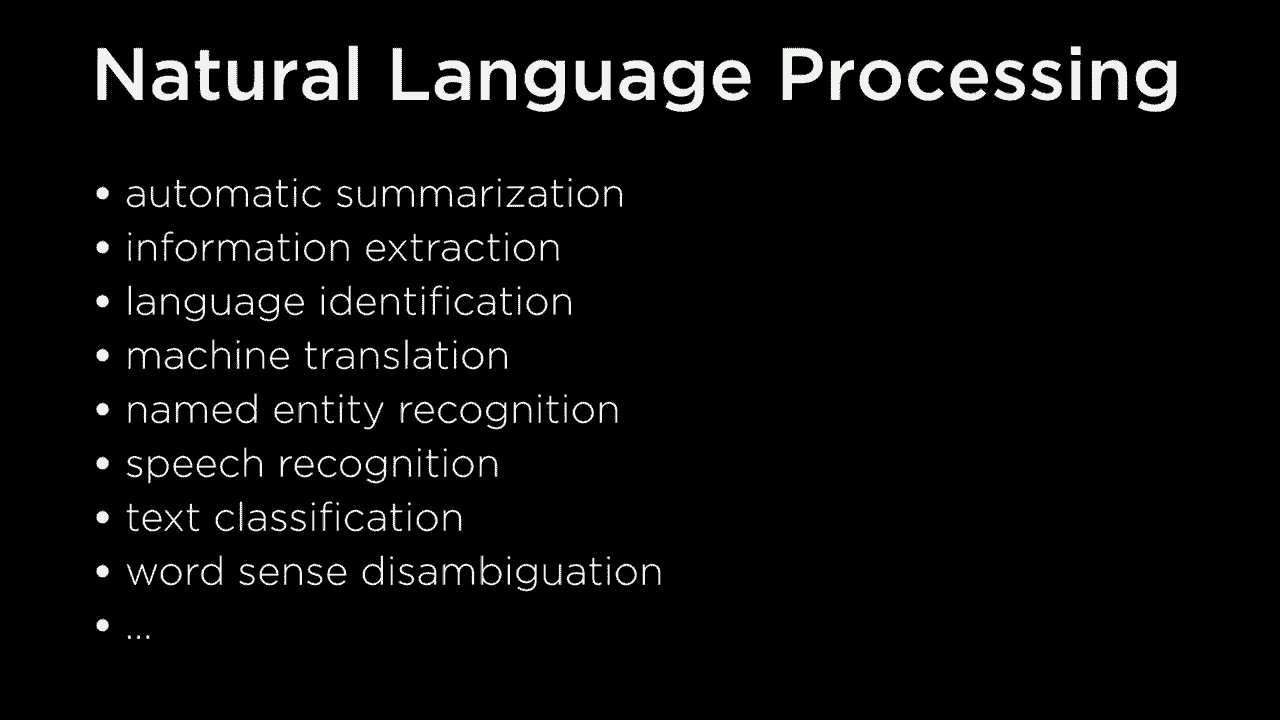 Natural Language Processing
• automatic summarization
• information extraction
• language identification
• machine translation
• named entity recognition
• speech recognition
• text classification
• word sense disambiguation
• ...